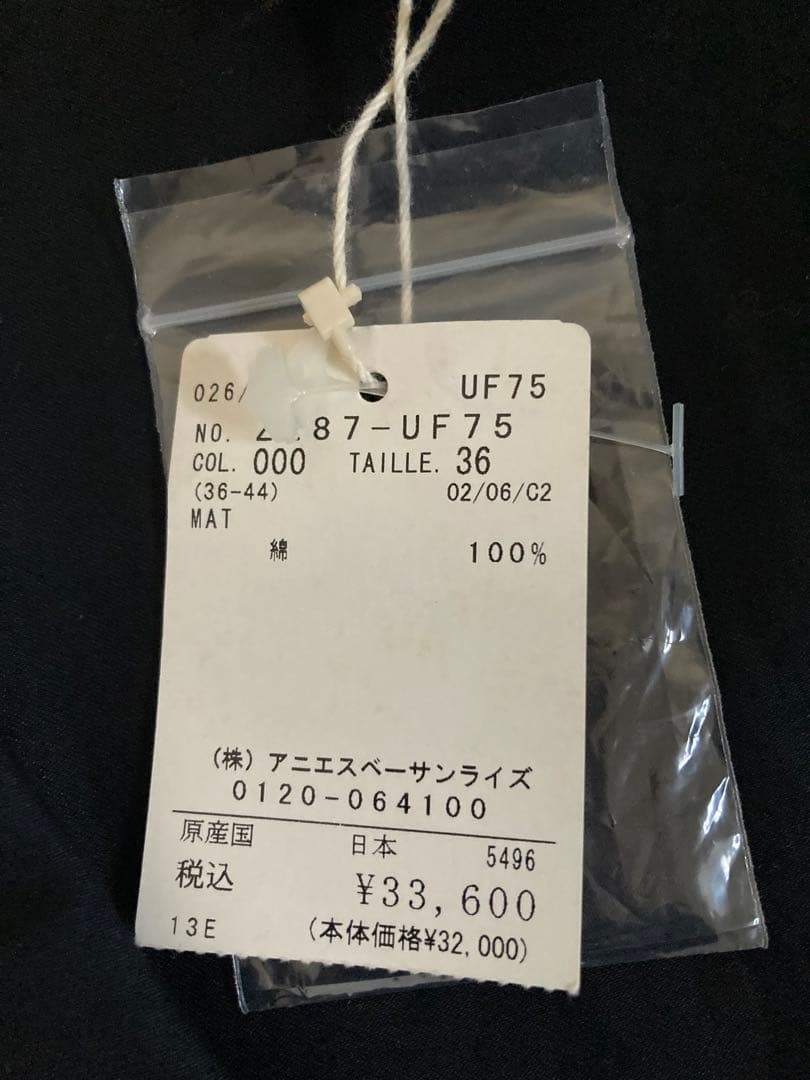 026/ UF75
NO. 87-UF75
COL. 000 TAILLE. 36
(36-44) 02/06/C2
MAT
綿 100%
(株) アニエスベーサンライズ
0120-064100
原産国 日本 5496
税込 ¥33,600
13E (本体価格¥32,000)